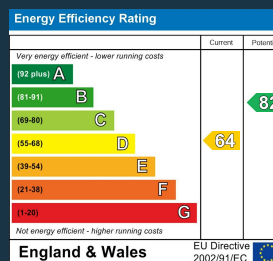 Energy Efficiency Rating
Current
Very energy efficient - lower running costs
(92 plus) A
(81-91) B
(69-80) C
(55-68) D
64
(39-54) E
(21-38) F
(1-20) G
Not energy efficient - higher running costs
England & Wales
EU Directive
2002/91/EC